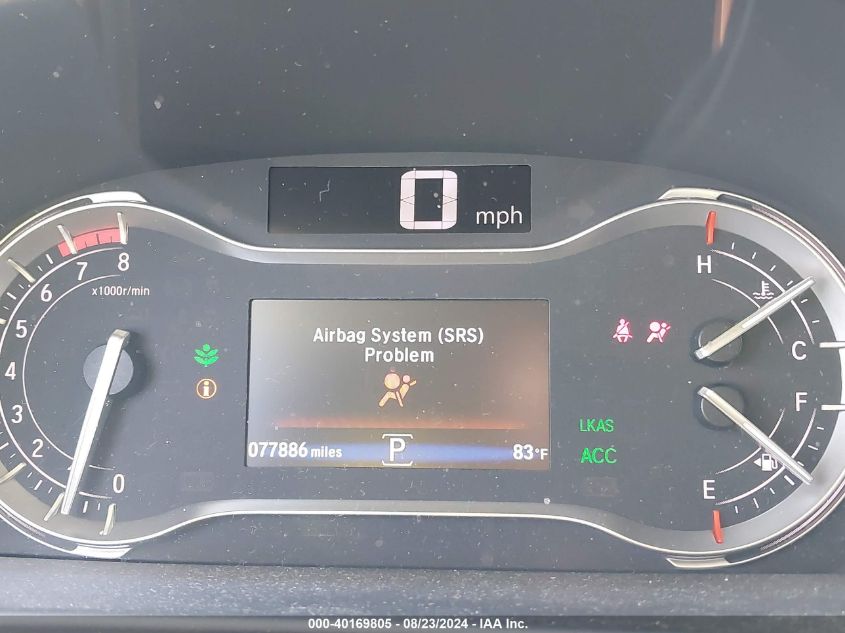 0 mph
8
7
6
5
4
3
2
0
x1000r/min
Airbag System (SRS)
Problem
077886 miles P 83°F
LKAS
ACC
H
C
F
E
000-40169805 - 08/23/2024 - IAA Inc.